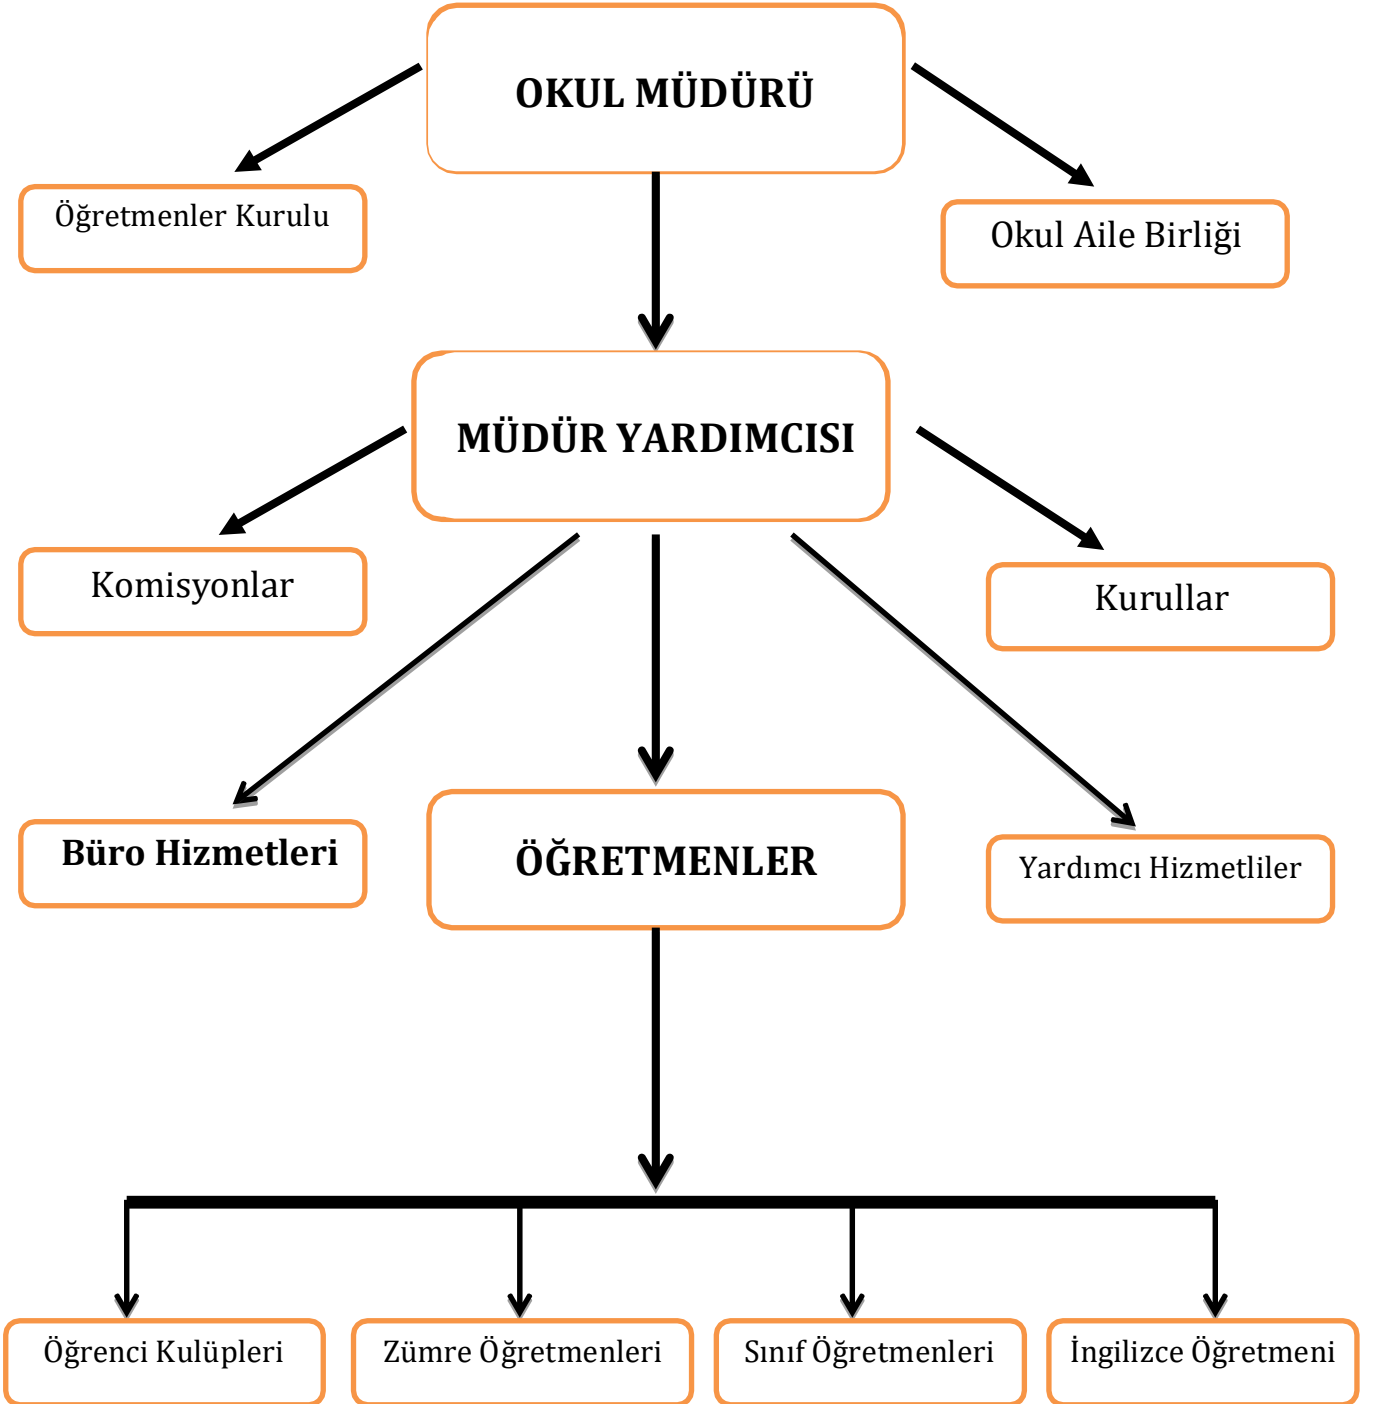 OKUL MÜDÜRÜ
Öğretmenler Kurulu
Okul Aile Birliği
MÜDÜR YARDIMCISI
Komisyonlar
Kurullar
Büro Hizmetleri
ÖĞRETMENLER
Yardımcı Hizmetliler
Öğrenci Kulüpleri
Zümre Öğretmenleri
Sınıf Öğretmenleri
İngilizce Öğretmeni